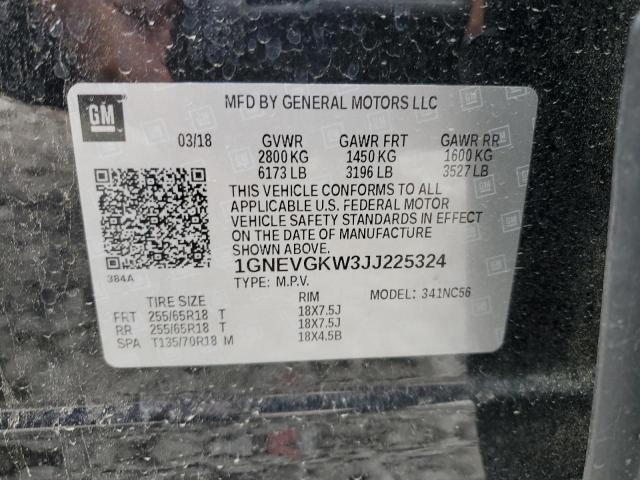 GM
MFD BY GENERAL MOTORS LLC
03/18 GVWR GAWR FRT GAWR RR
2800 KG 1450 KG 1600 KG
6173 LB 3196 LB 3527 LB
THIS VEHICLE CONFORMS TO ALL
APPLICABLE U.S. FEDERAL MOTOR
VEHICLE SAFETY STANDARDS IN EFFECT
ON THE DATE OF MANUFACTURE
SHOWN ABOVE.
1GNEVGKW3JJ225324
384A
TYPE: M.P.V. MODEL: 341NC56
TIRE SIZE RIM
FRT 255/65R18 T 18X7.5J
RR 255/65R18 T 18X7.5J
SPA T135/70R18 M 18X4.5B